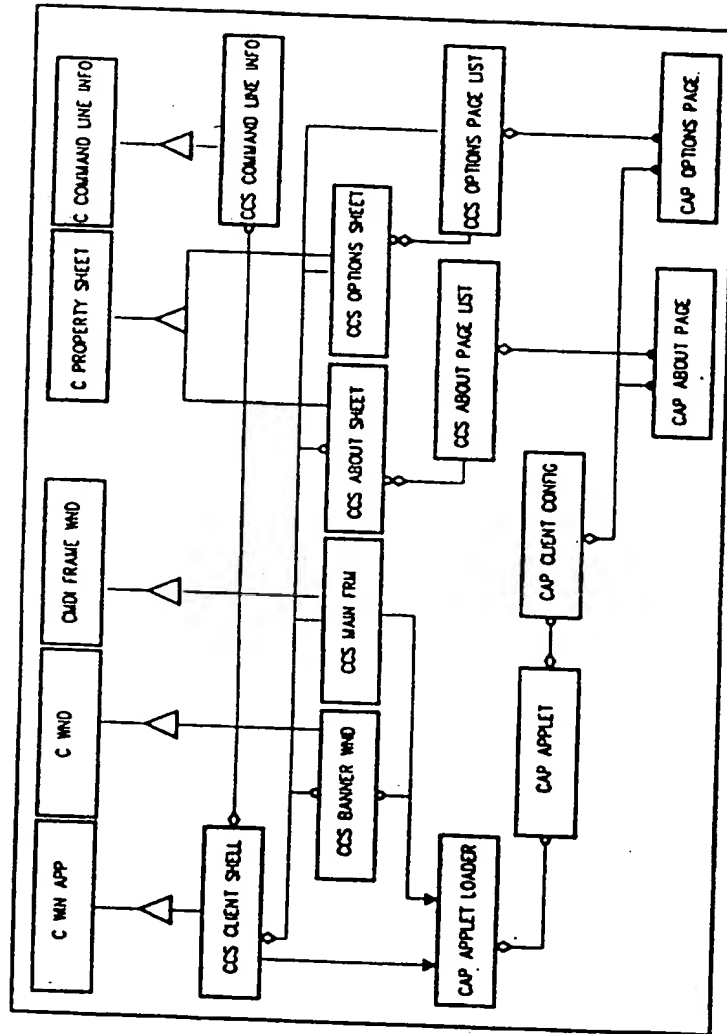 C WIN APP
C WND
CMDI FRAME WND
C PROPERTY SHEET
C COMMAND LINE INFO
CCS CLIENT SHELL
CCS COMMAND LINE INFO
CCS BANNER WND
CCS MAIN FRM
CCS ABOUT SHEET
CCS OPTIONS SHEET
CAP APPLET LOADER
CCS ABOUT PAGE LIST
CCS OPTIONS PAGE LIST
CAP APPLET
CAP CLIENT CONFIG
CAP ABOUT PAGE
CAP OPTIONS PAGE.